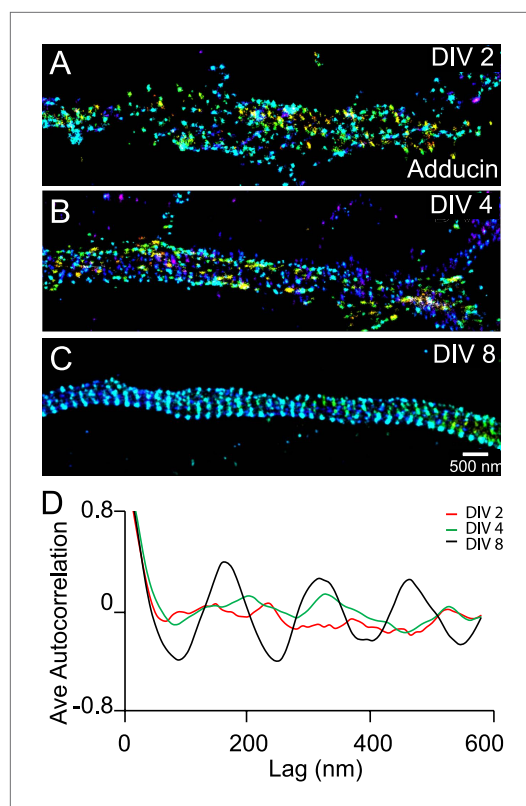 A
DIV 2
Adducin
B
DIV 4
C
DIV 8
500 nm
D
DIV 2
DIV 4
DIV 8
Ave Autocorrelation
0.8
0
-0.8
0
200
400
600
Lag (nm)